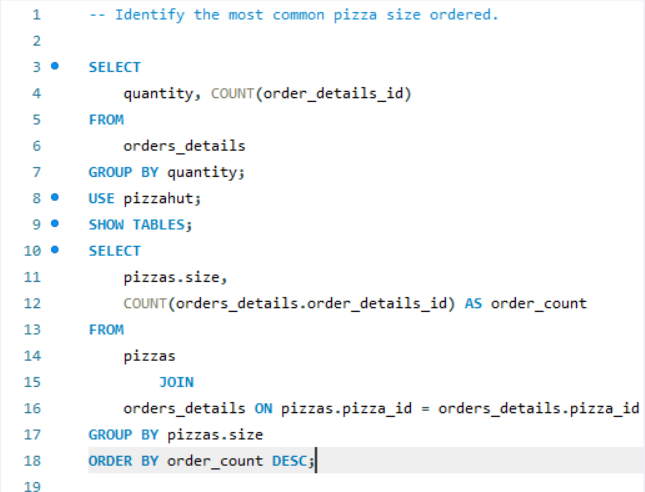 1 -- Identify the most common pizza size ordered.
2
3 SELECT
4 quantity, COUNT(order_details_id)
5 FROM
6 orders_details
7 GROUP BY quantity;
8 USE pizzahut;
9 SHOW TABLES;
10 SELECT
11 pizzas.size,
12 COUNT(orders_details.order_details_id) AS order_count
13 FROM
14 pizzas
15 JOIN
16 orders_details ON pizzas.pizza_id = orders_details.pizza_id
17 GROUP BY pizzas.size
18 ORDER BY order_count DESC;
19